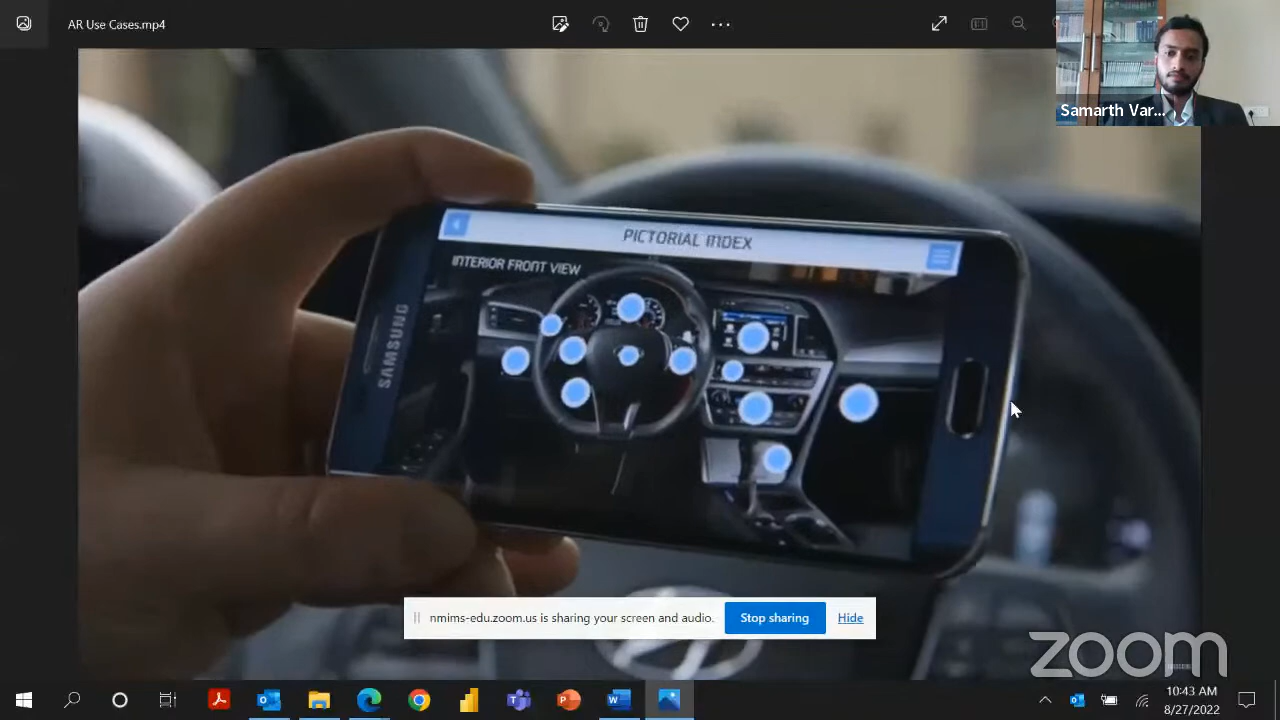 AR Use Cases.mp4
Samarth Var...
PICTORIAL INDEX
INTERIOR FRONT VIEW
SAMSUNG
nmims-edu.zoom.us is sharing your screen and audio.
Stop sharing
Hide
zoom
10:43 AM
8/27/2022